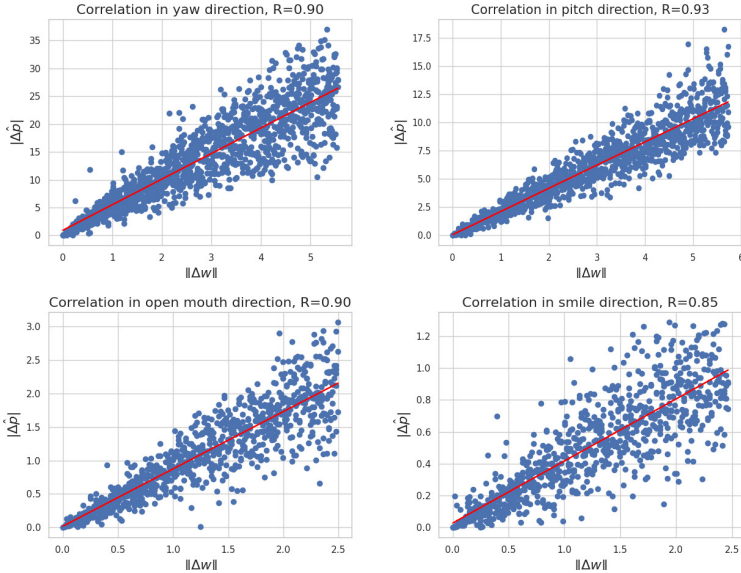 Correlation in yaw direction, R=0.90
|Δp̂|
35
30
25
20
15
10
5
0
0 1 2 3 4 5
‖Δw‖
Correlation in pitch direction, R=0.93
|Δp̂|
17.5
15.0
12.5
10.0
7.5
5.0
2.5
0.0
0 1 2 3 4 5 6
‖Δw‖
Correlation in open mouth direction, R=0.90
|Δp̂|
3.0
2.5
2.0
1.5
1.0
0.5
0.0
0.0 0.5 1.0 1.5 2.0 2.5
‖Δw‖
Correlation in smile direction, R=0.85
|Δp̂|
1.2
1.0
0.8
0.6
0.4
0.2
0.0
0.0 0.5 1.0 1.5 2.0 2.5
‖Δw‖